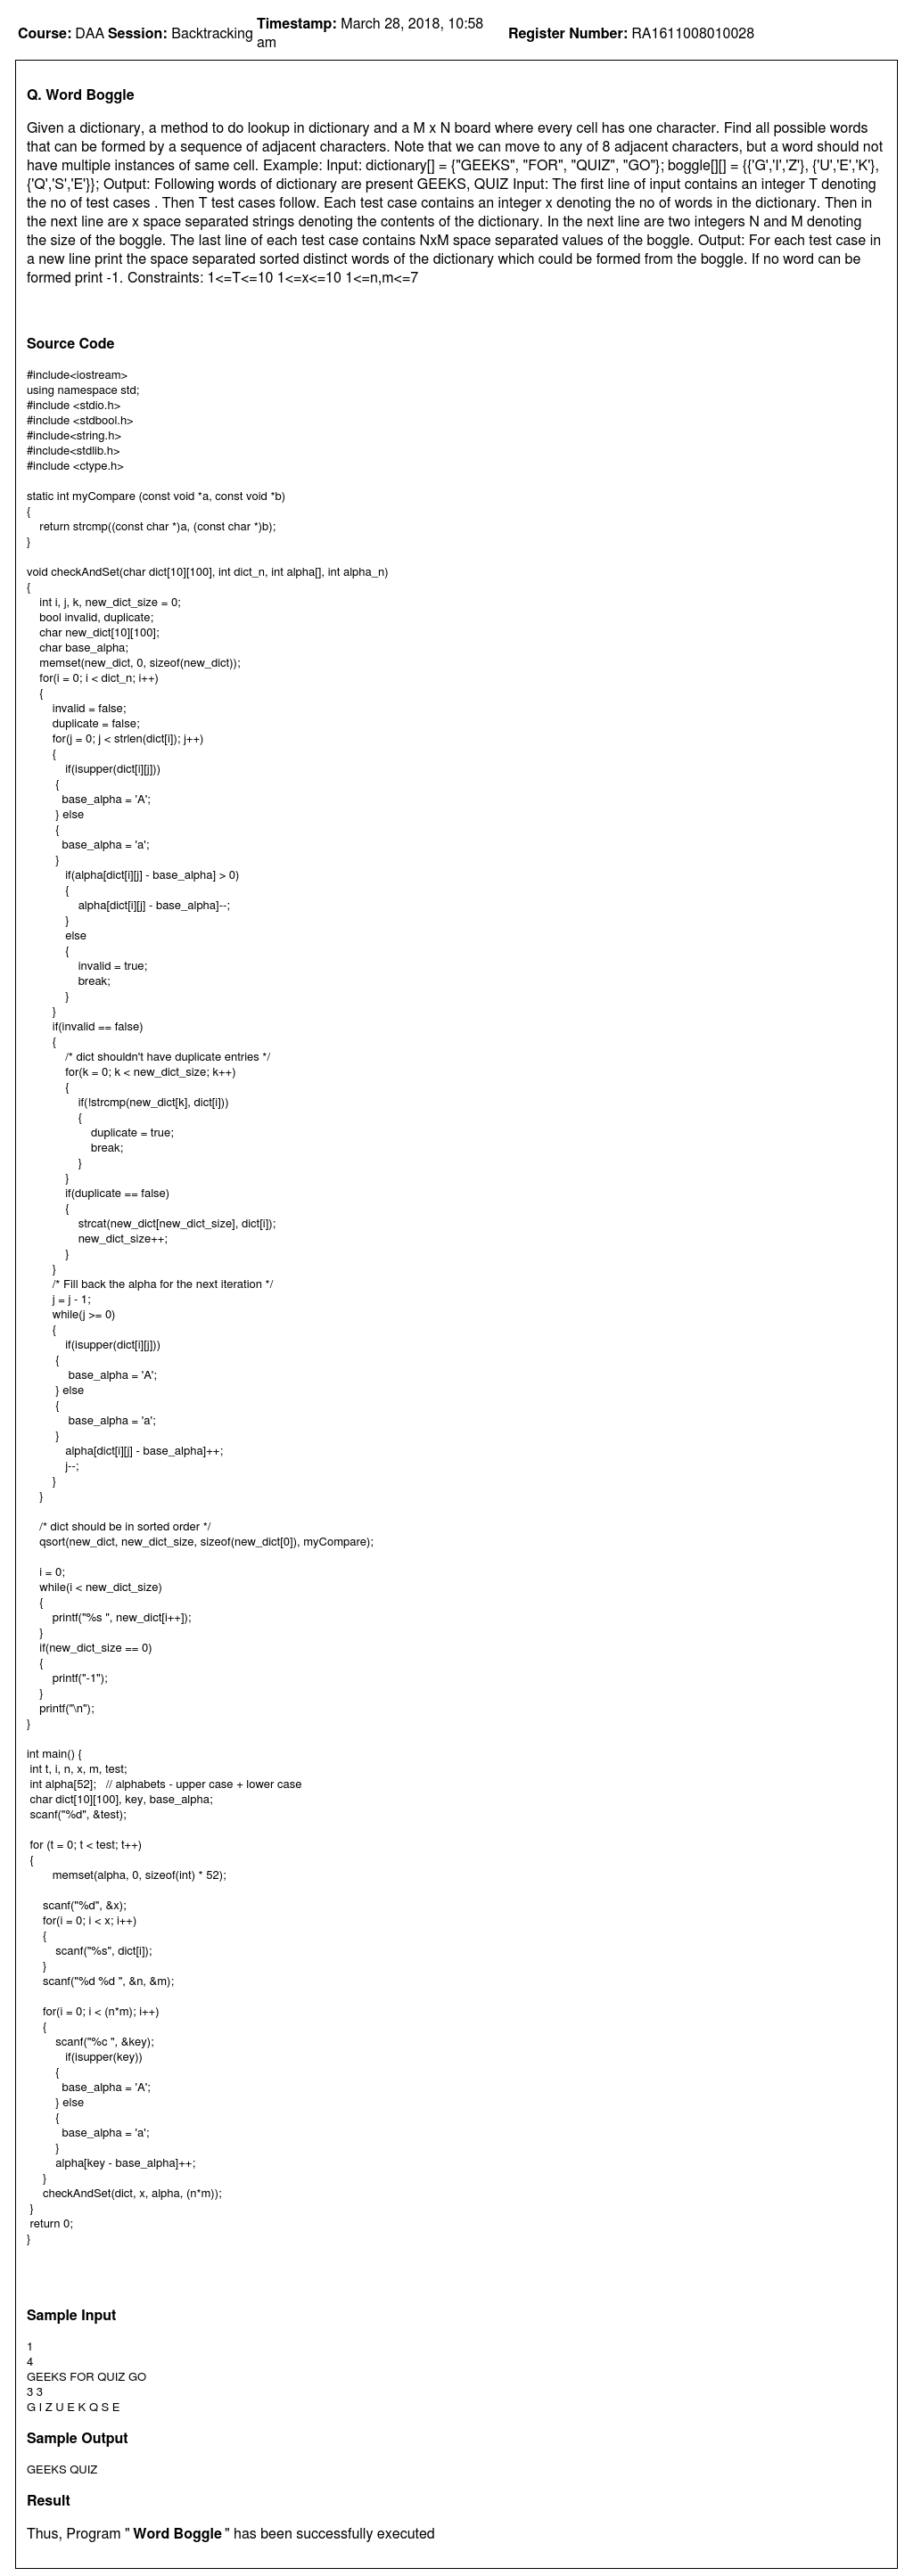 Course: DAA Session: Backtracking Timestamp: March 28, 2018, 10:58 am Register Number: RA1611008010028
Q. Word Boggle
Given a dictionary, a method to do lookup in dictionary and a M x N board where every cell has one character. Find all possible words
that can be formed by a sequence of adjacent characters. Note that we can move to any of 8 adjacent characters, but a word should not
have multiple instances of same cell. Example: Input: dictionary[] = {"GEEKS", "FOR", "QUIZ", "GO"}; boggle[][] = {{'G','I','Z'}, {'U','E','K'},
{'Q','S','E'}}; Output: Following words of dictionary are present GEEKS, QUIZ Input: The first line of input contains an integer T denoting
the no of test cases . Then T test cases follow. Each test case contains an integer x denoting the no of words in the dictionary. Then in
the next line are x space separated strings denoting the contents of the dictionary. In the next line are two integers N and M denoting
the size of the boggle. The last line of each test case contains NxM space separated values of the boggle. Output: For each test case in
a new line print the space separated sorted distinct words of the dictionary which could be formed from the boggle. If no word can be
formed print -1. Constraints: 1<=T<=10 1<=x<=10 1<=n,m<=7
Source Code
#include<iostream>
using namespace std;
#include <stdio.h>
#include <stdbool.h>
#include<string.h>
#include<stdlib.h>
#include <ctype.h>
static int myCompare (const void *a, const void *b)
{
return strcmp((const char *)a, (const char *)b);
}
void checkAndSet(char dict[10][100], int dict_n, int alpha[], int alpha_n)
{
int i, j, k, new_dict_size = 0;
bool invalid, duplicate;
char new_dict[10][100];
char base_alpha;
memset(new_dict, 0, sizeof(new_dict));
for(i = 0; i < dict_n; i++)
{
invalid = false;
duplicate = false;
for(j = 0; j < strlen(dict[i]); j++)
{
if(isupper(dict[i][j]))
{
base_alpha = 'A';
} else
{
base_alpha = 'a';
}
if(alpha[dict[i][j] - base_alpha] > 0)
{
alpha[dict[i][j] - base_alpha]--;
}
else
{
invalid = true;
break;
}
}
if(invalid == false)
{
/* dict shouldn't have duplicate entries */
for(k = 0; k < new_dict_size; k++)
{
if(!strcmp(new_dict[k], dict[i]))
{
duplicate = true;
break;
}
}
if(duplicate == false)
{
strcat(new_dict[new_dict_size], dict[i]);
new_dict_size++;
}
}
/* Fill back the alpha for the next iteration */
j = j - 1;
while(j >= 0)
{
if(isupper(dict[i][j]))
{
base_alpha = 'A';
} else
{
base_alpha = 'a';
}
alpha[dict[i][j] - base_alpha]++;
j--;
}
}
/* dict should be in sorted order */
qsort(new_dict, new_dict_size, sizeof(new_dict[0]), myCompare);
i = 0;
while(i < new_dict_size)
{
printf("%s ", new_dict[i++]);
}
if(new_dict_size == 0)
{
printf("-1");
}
printf("\n");
}
int main() {
int t, i, n, x, m, test;
int alpha[52]; // alphabets - upper case + lower case
char dict[10][100], key, base_alpha;
scanf("%d", &test);
for (t = 0; t < test; t++)
{
memset(alpha, 0, sizeof(int) * 52);
scanf("%d", &x);
for(i = 0; i < x; i++)
{
scanf("%s", dict[i]);
}
scanf("%d %d ", &n, &m);
for(i = 0; i < (n*m); i++)
{
scanf("%c ", &key);
if(isupper(key))
{
base_alpha = 'A';
} else
{
base_alpha = 'a';
}
alpha[key - base_alpha]++;
}
checkAndSet(dict, x, alpha, (n*m));
}
return 0;
}
Sample Input
1
4
GEEKS FOR QUIZ GO
3 3
G I Z U E K Q S E
Sample Output
GEEKS QUIZ
Result
Thus, Program " Word Boggle " has been successfully executed